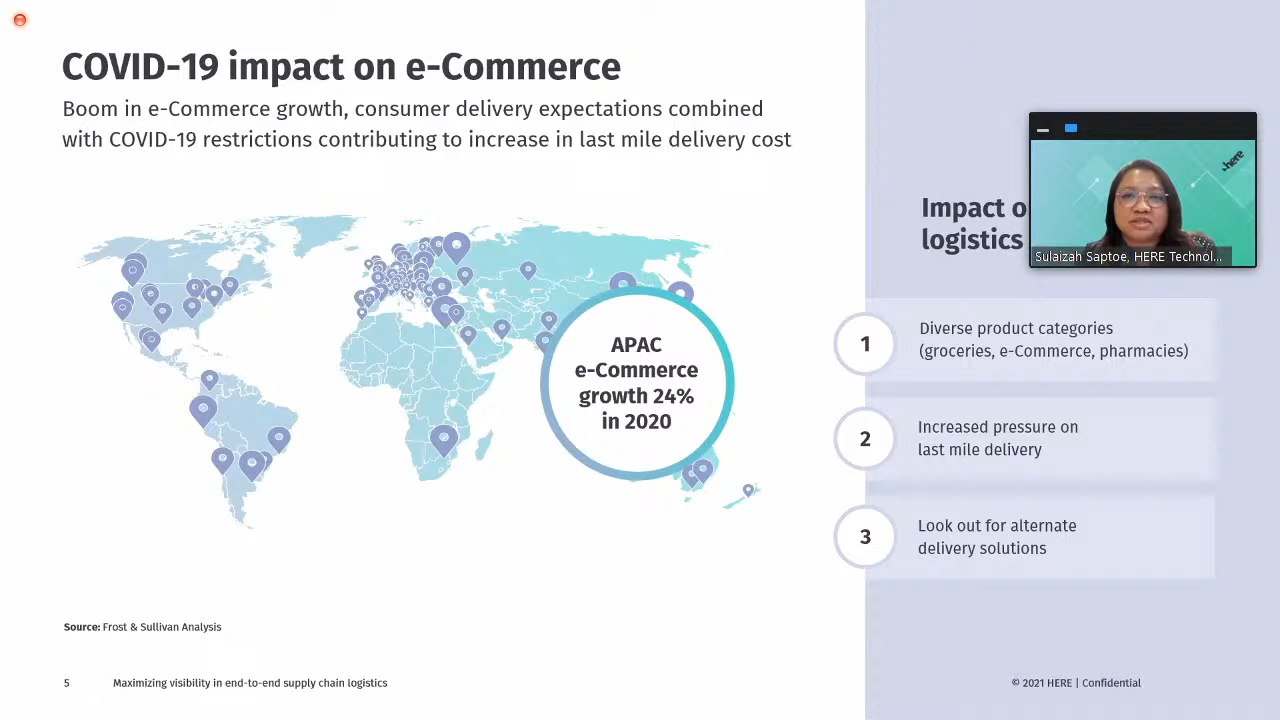 COVID-19 impact on e-Commerce
Boom in e-Commerce growth, consumer delivery expectations combined
with COVID-19 restrictions contributing to increase in last mile delivery cost
APAC
e-Commerce
growth 24%
in 2020
Impact o
logistics
here
Sulaizah Saptoe, HERE Technol...
1
Diverse product categories
(groceries, e-Commerce, pharmacies)
2
Increased pressure on
last mile delivery
3
Look out for alternate
delivery solutions
Source: Frost & Sullivan Analysis
5
Maximizing visibility in end-to-end supply chain logistics
© 2021 HERE | Confidential